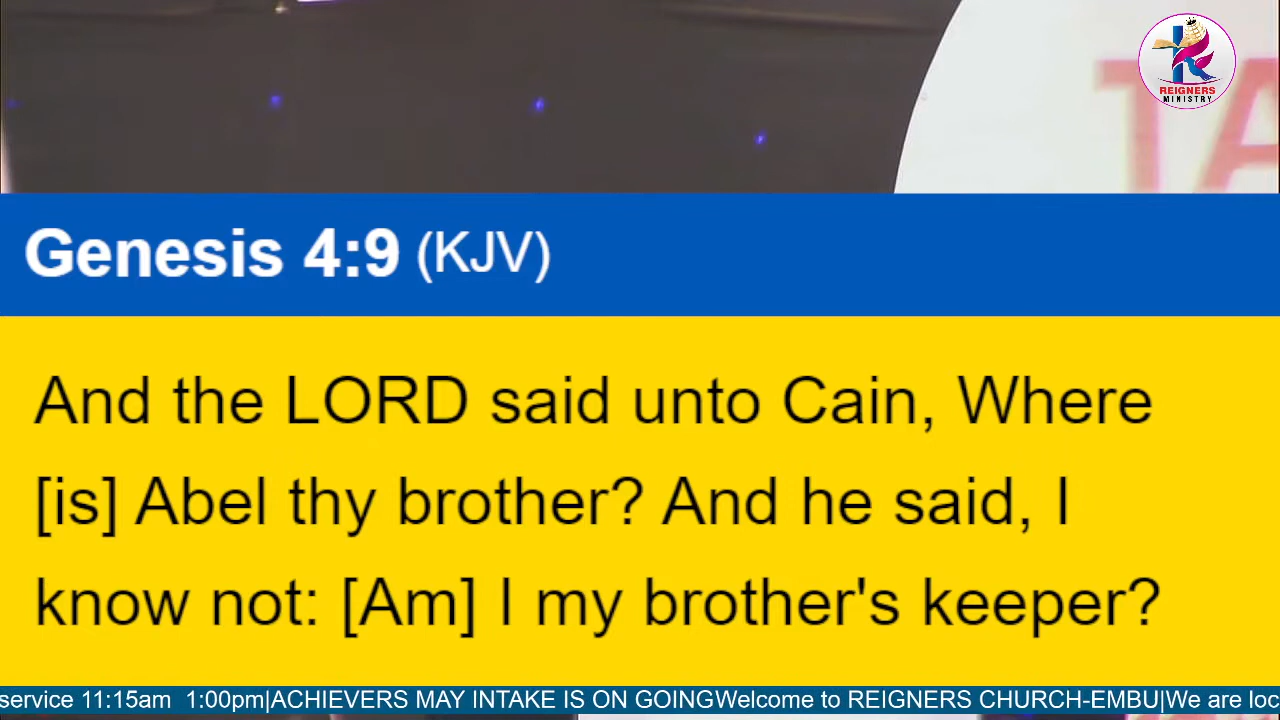 REIGNERS
MINISTRY
TA
Genesis 4:9 (KJV)
And the LORD said unto Cain, Where
[is] Abel thy brother? And he said, I
know not: [Am] I my brother's keeper?
service 11:15am  1:00pm|ACHIEVERS MAY INTAKE IS ON GOINGWelcome to REIGNERS CHURCH-EMBU|We are loc